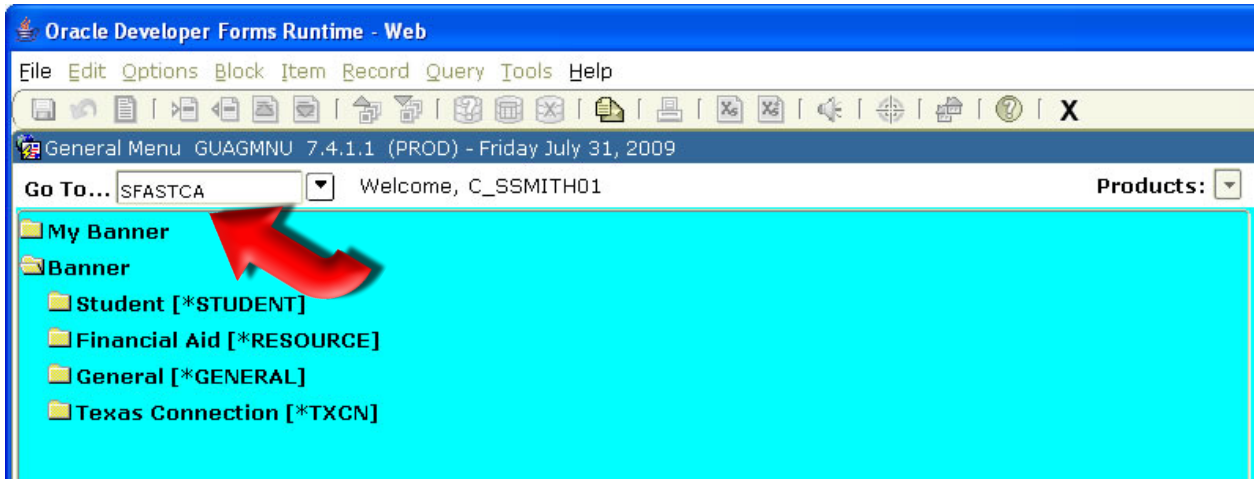 Oracle Developer Forms Runtime - Web
File Edit Options Block Item Record Query Tools Help
X
General Menu GUAGMNU 7.4.1.1 (PROD) - Friday July 31, 2009
Go To... SFASTCA Welcome, C_SSMITH01 Products:
My Banner
Banner
Student [*STUDENT]
Financial Aid [*RESOURCE]
General [*GENERAL]
Texas Connection [*TXCN]